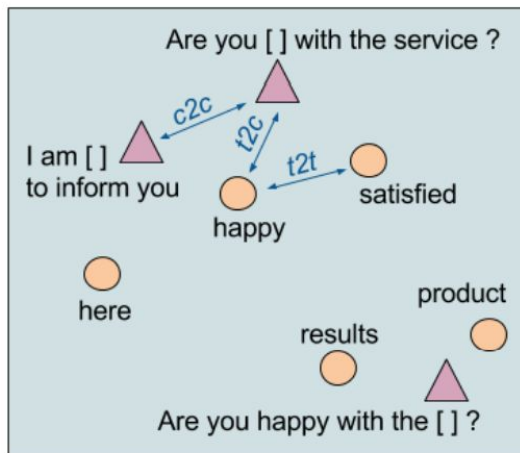 Are you [ ] with the service ?
c2c
t2c
I am [ ]
to inform you
t2t
satisfied
happy
here
product
results
Are you happy with the [ ] ?